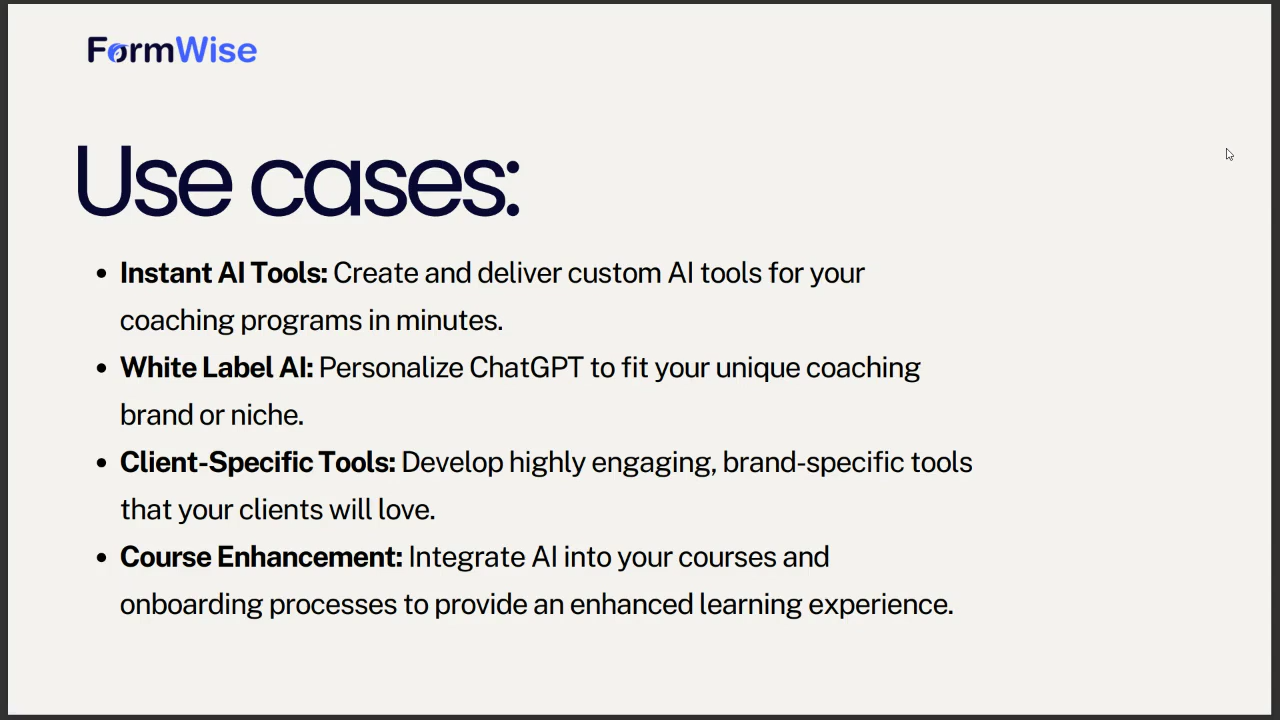 FormWise
Use cases:
• Instant AI Tools: Create and deliver custom AI tools for your
coaching programs in minutes.
• White Label AI: Personalize ChatGPT to fit your unique coaching
brand or niche.
• Client-Specific Tools: Develop highly engaging, brand-specific tools
that your clients will love.
• Course Enhancement: Integrate AI into your courses and
onboarding processes to provide an enhanced learning experience.